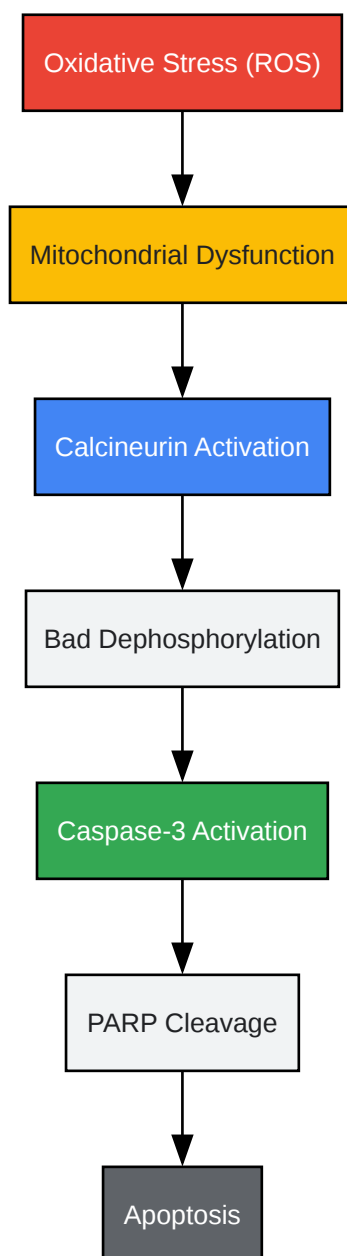 Oxidative Stress (ROS)
Mitochondrial Dysfunction
Calcineurin Activation
Bad Dephosphorylation
Caspase-3 Activation
PARP Cleavage
Apoptosis